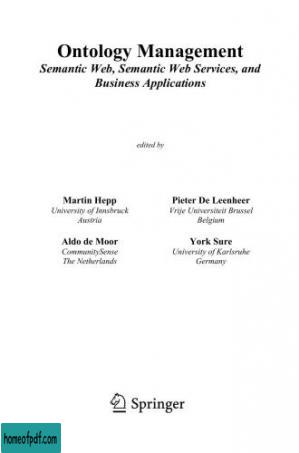 Ontology Management
Semantic Web, Semantic Web Services, and
Business Applications
edited by
Martin Hepp
University of Innsbruck
Austria
Pieter De Leenheer
Vrije Universiteit Brussel
Belgium
Aldo de Moor
CommunitySense
The Netherlands
York Sure
University of Karlsruhe
Germany
Springer
homeofpdf.com